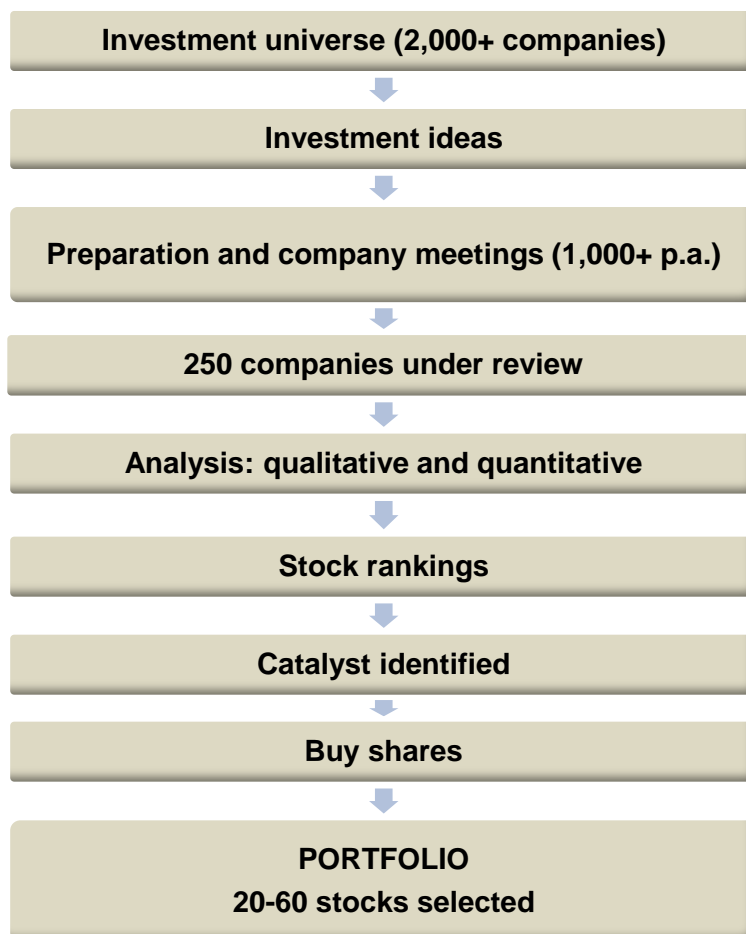 Investment universe (2,000+ companies)
Investment ideas
Preparation and company meetings (1,000+ p.a.)
250 companies under review
Analysis: qualitative and quantitative
Stock rankings
Catalyst identified
Buy shares
PORTFOLIO
20-60 stocks selected